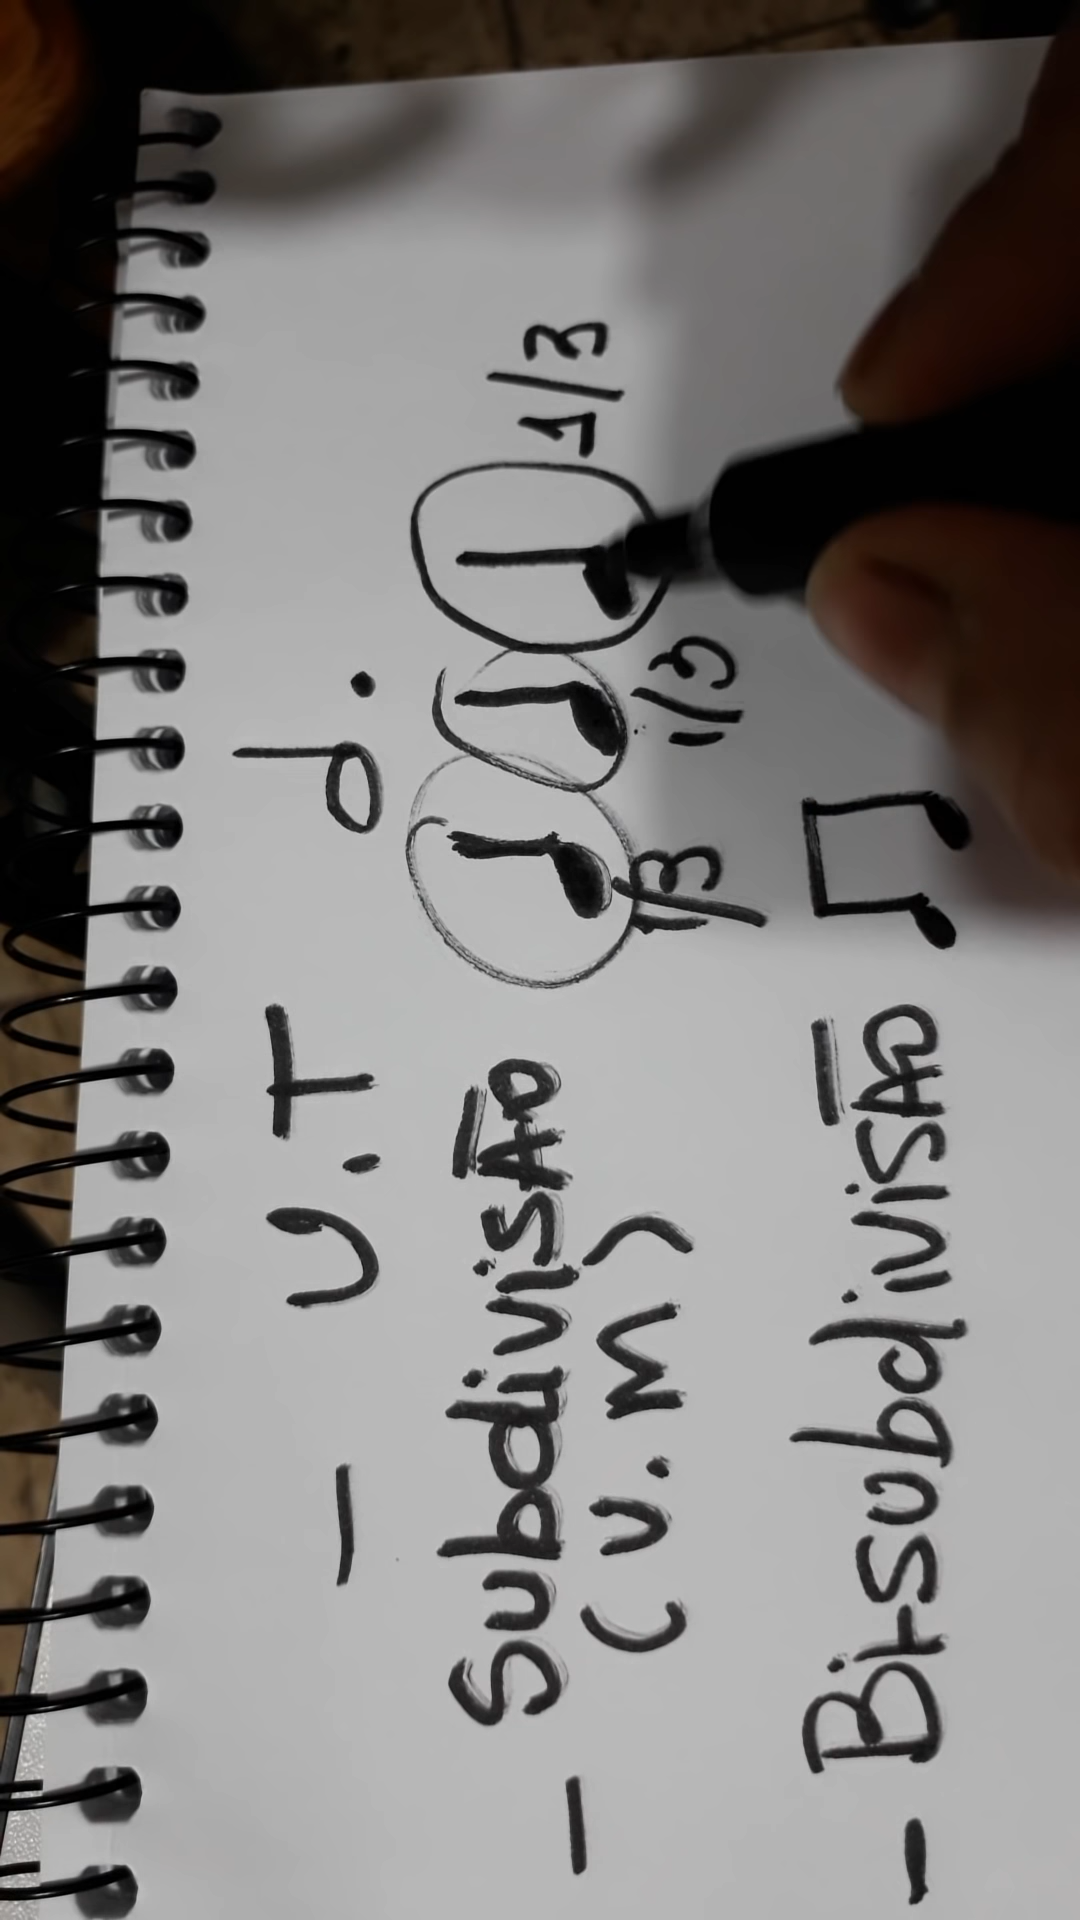 - U.T
- SubdivisÃO 1/3 1/3 1/3
(U.M)
- Bi-subdivisÃO